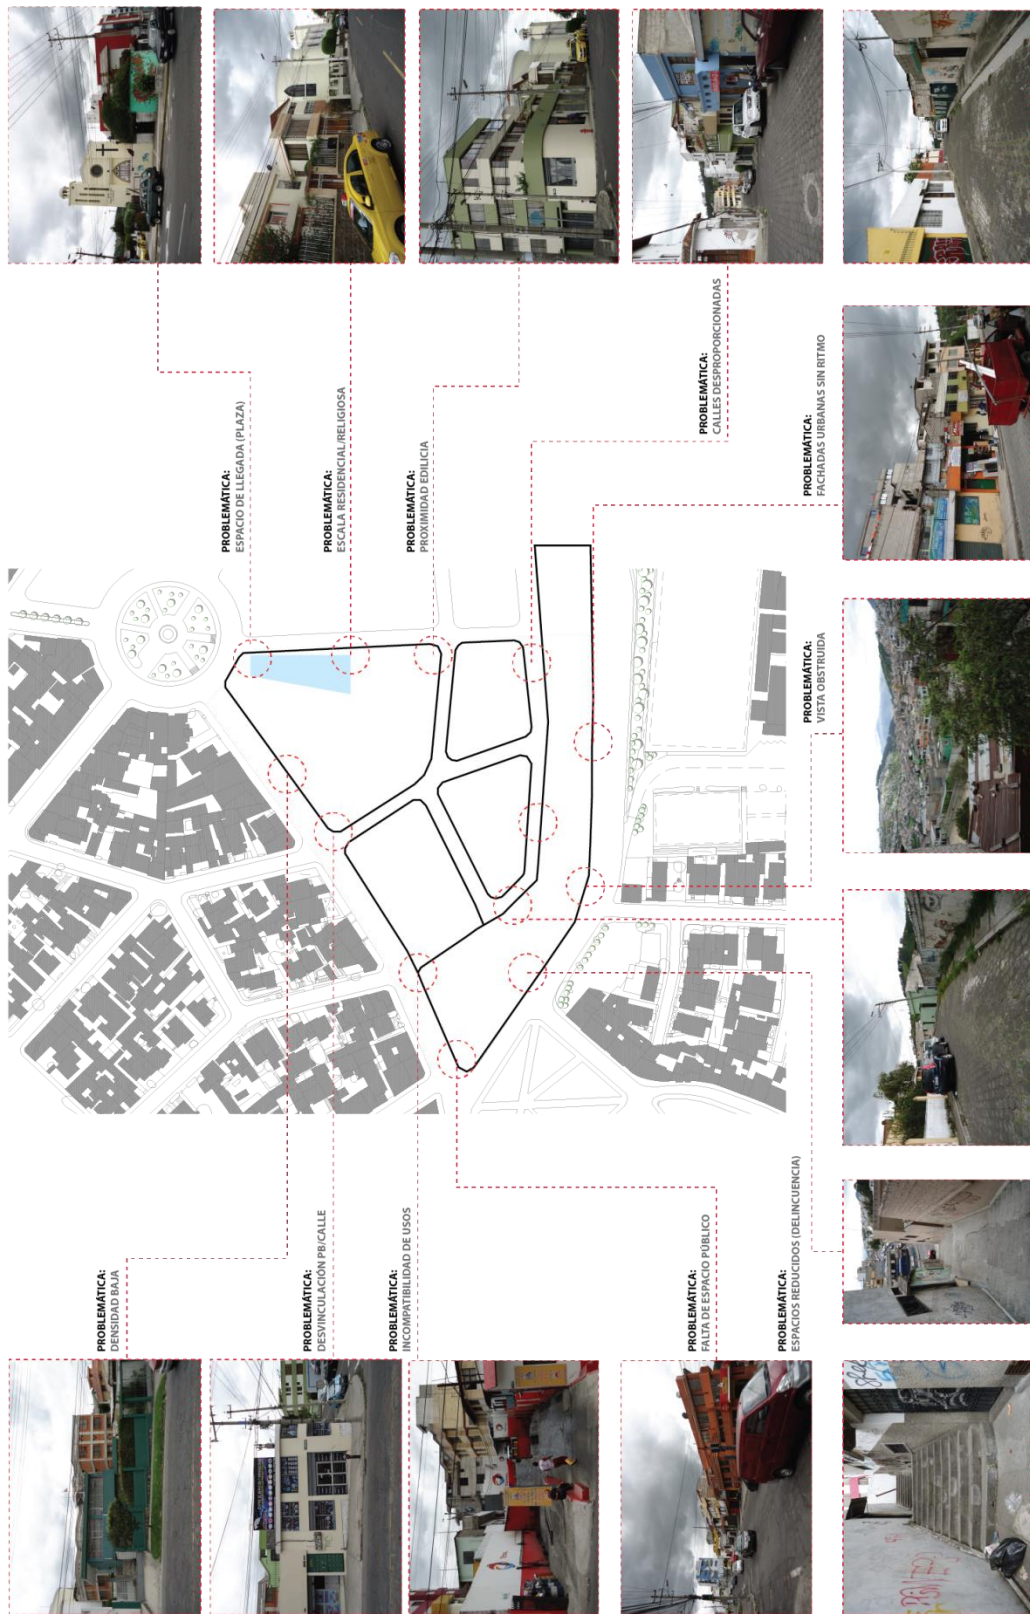 PROBLEMÁTICA:
DENSIDAD BAJA
PROBLEMÁTICA:
DESVINCULACIÓN PB/CALLE
PROBLEMÁTICA:
INCOMPATIBILIDAD DE USOS
PROBLEMÁTICA:
FALTA DE ESPACIO PÚBLICO
PROBLEMÁTICA:
ESPACIOS REDUCIDOS (DELINCUENCIA)
PROBLEMÁTICA:
ESPACIO DE LLEGADA (PLAZA)
PROBLEMÁTICA:
ESCALA RESIDENCIAL/RELIGIOSA
PROBLEMÁTICA:
PROXIMIDAD EDILICIA
PROBLEMÁTICA:
CALLES DESPROPORCIONADAS
PROBLEMÁTICA:
FACHADAS URBANAS SIN RITMO
PROBLEMÁTICA:
VISTA OBSTRUIDA